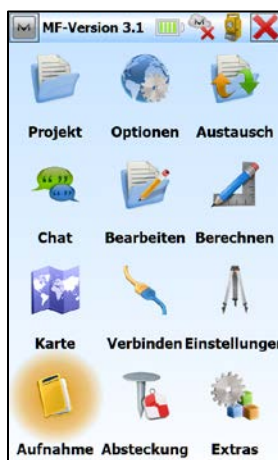 MF-Version 3.1
Projekt Optionen Austausch
Chat Bearbeiten Berechnen
Karte Verbinden Einstellungen
Aufnahme Absteckung Extras